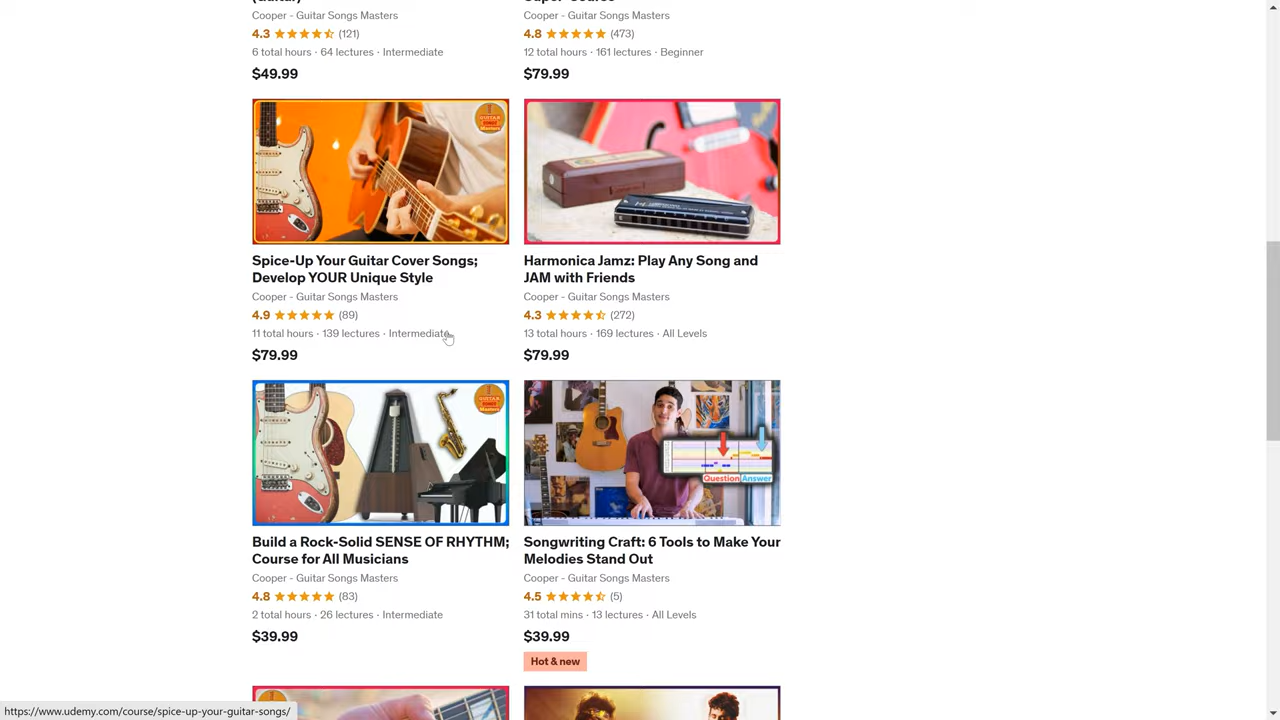 (Guitar)
Super-Course
Cooper - Guitar Songs Masters
Cooper - Guitar Songs Masters
4.3 (121)
4.8 (473)
6 total hours · 64 lectures · Intermediate
12 total hours · 161 lectures · Beginner
$49.99
$79.99
Spice-Up Your Guitar Cover Songs;
Develop YOUR Unique Style
Cooper - Guitar Songs Masters
4.9 (89)
11 total hours · 139 lectures · Intermediate
$79.99
Harmonica Jamz: Play Any Song and
JAM with Friends
Cooper - Guitar Songs Masters
4.3 (272)
13 total hours · 169 lectures · All Levels
$79.99
Question Answer
Build a Rock-Solid SENSE OF RHYTHM;
Course for All Musicians
Cooper - Guitar Songs Masters
4.8 (83)
2 total hours · 26 lectures · Intermediate
$39.99
Songwriting Craft: 6 Tools to Make Your
Melodies Stand Out
Cooper - Guitar Songs Masters
4.5 (5)
31 total mins · 13 lectures · All Levels
$39.99
Hot & new
https://www.udemy.com/course/spice-up-your-guitar-songs/